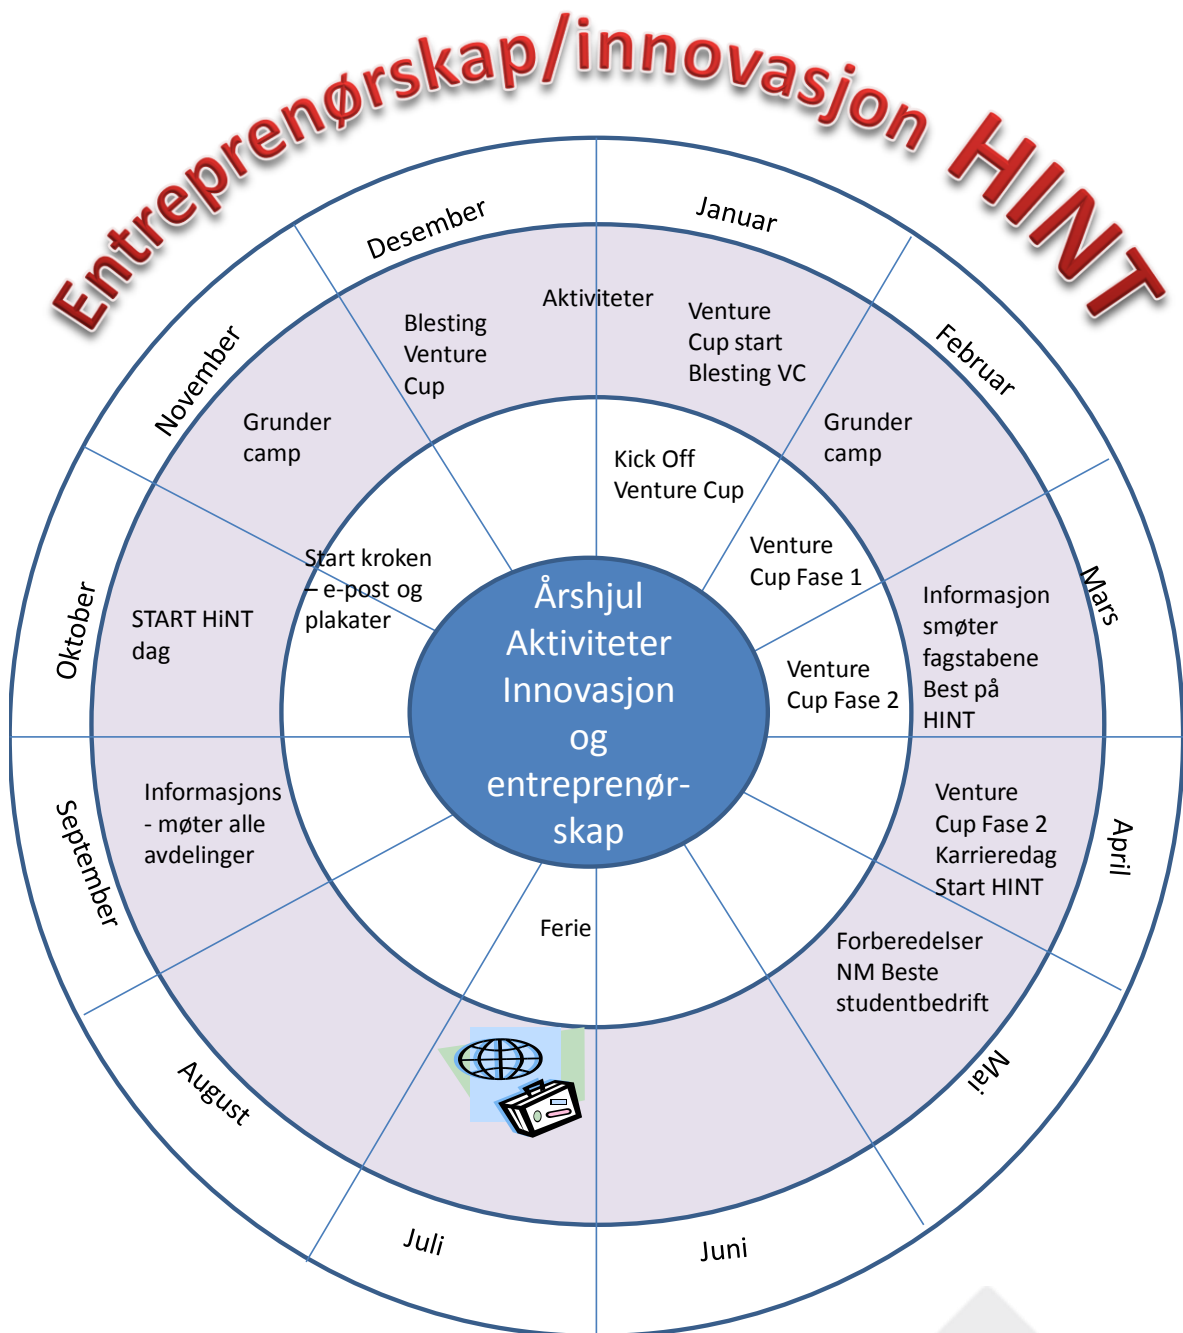 Entreprenørskap/innovasjon HINT
Desember
Januar
Februar
Mars
April
Mai
Juni
Juli
August
September
Oktober
November
Aktiviteter
Venture
Cup start
Blesting VC
Grunder
camp
Informasjon
smøter
fagstabene
Best på
HINT
Venture
Cup Fase 2
Karrieredag
Start HINT
Forberedelser
NM Beste
studentbedrift
Informasjons
- møter alle
avdelinger
START HiNT
dag
Grunder
camp
Blesting
Venture
Cup
Kick Off
Venture Cup
Venture
Cup Fase 1
Venture
Cup Fase 2
Ferie
Start kroken
– e-post og
plakater
Årshjul
Aktiviteter
Innovasjon
og
entreprenør-
skap